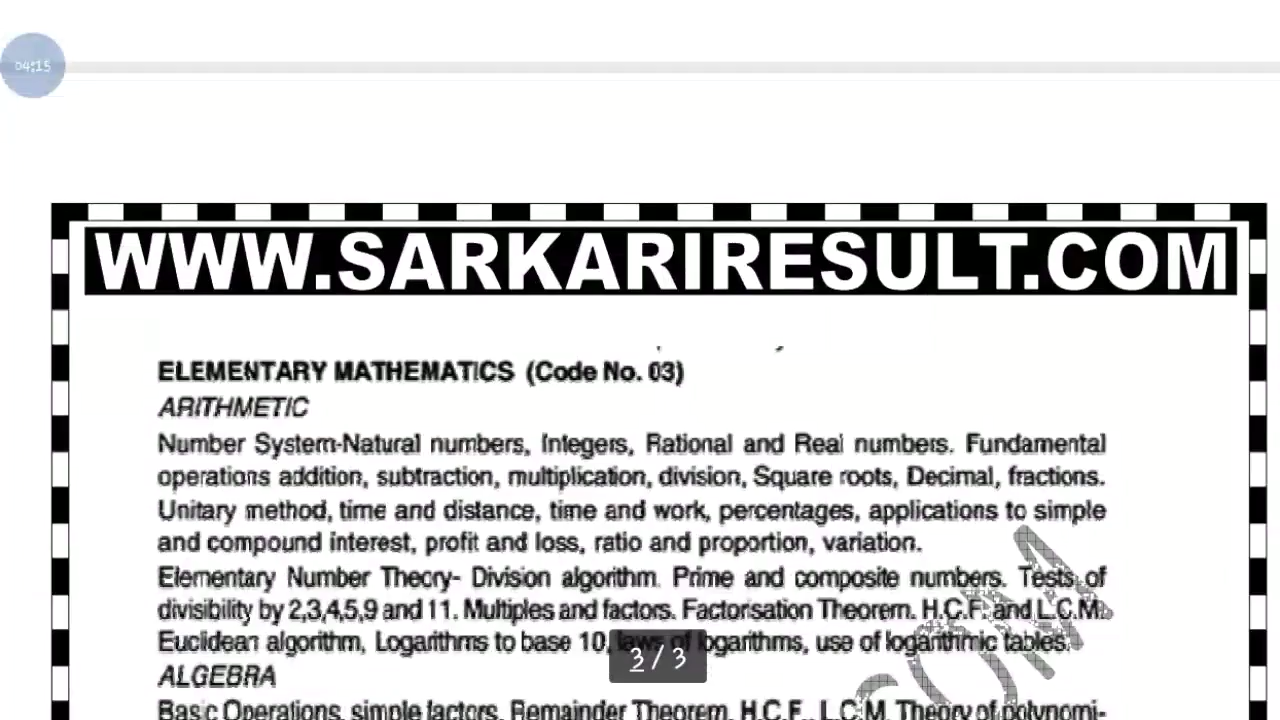 04:15
WWW.SARKARIRESULT.COM
ELEMENTARY MATHEMATICS (Code No. 03)
ARITHMETIC
Number System-Natural numbers, Integers, Rational and Real numbers. Fundamental
operations addition, subtraction, multiplication, division, Square roots, Decimal, fractions.
Unitary method, time and distance, time and work, percentages, applications to simple
and compound interest, profit and loss, ratio and proportion, variation.
Elementary Number Theory- Division algorithm. Prime and composite numbers. Tests of
divisibility by 2,3,4,5,9 and 11. Multiples and factors. Factorisation Theorem. H.C.F. and L.C.M.
Euclidean algorithm, Logarithms to base 10, laws of logarithms, use of logarithmic tables.
3 / 3
ALGEBRA
Basic Operations, simple factors, Remainder Theorem, H.C.F., L.C.M. Theory of polynomi-
COM